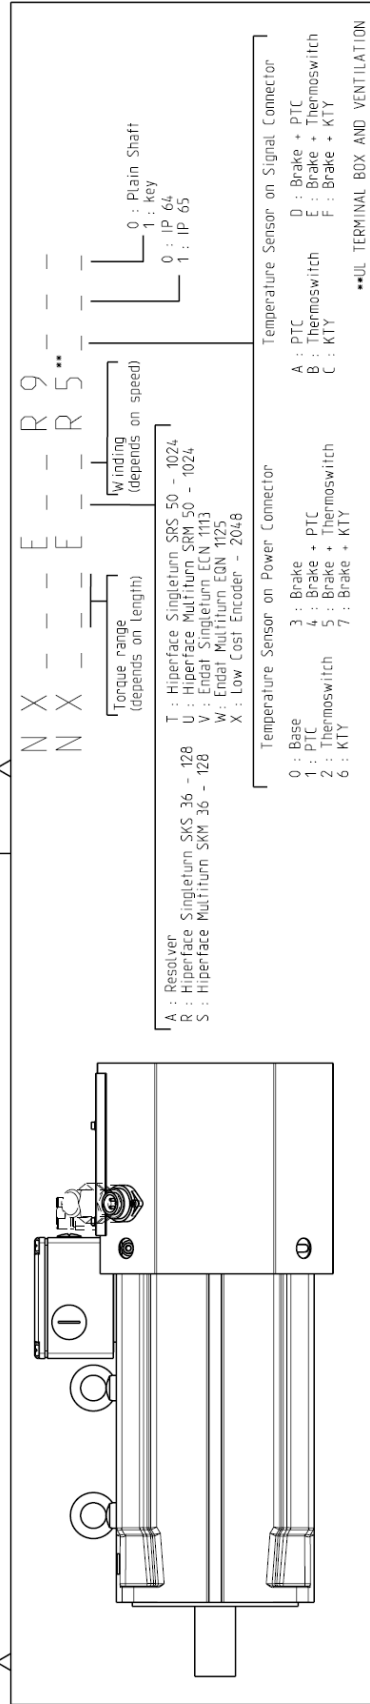 N X _ _ _ E _ _ R 9 _ _ _
N X _ _ _ E _ _ R 5** _ _ _
Torque range
(depends on length)
Winding
(depends on speed)
0 : Plain Shaft
1 : key
0 : IP 64
1 : IP 65
A : Resolver
R : Hiperface Singleturn SKS 36 - 128
S : Hiperface Multiturn SKM 36 - 128
T : Hiperface Singleturn SRS 50 - 1024
U : Hiperface Multiturn SRM 50 - 1024
V : Endat Singleturn ECN 1113
W : Endat Multiturn EQN 1125
X : Low Cost Encoder - 2048
Temperature Sensor on Power Connector
0 : Base
1 : PTC
2 : Thermoswitch
6 : KTY
3 : Brake
4 : Brake + PTC
5 : Brake + Thermoswitch
7 : Brake + KTY
Temperature Sensor on Signal Connector
A : PTC
B : Thermoswitch
C : KTY
D : Brake + PTC
E : Brake + Thermoswitch
F : Brake + KTY
**UL TERMINAL BOX AND VENTILATION